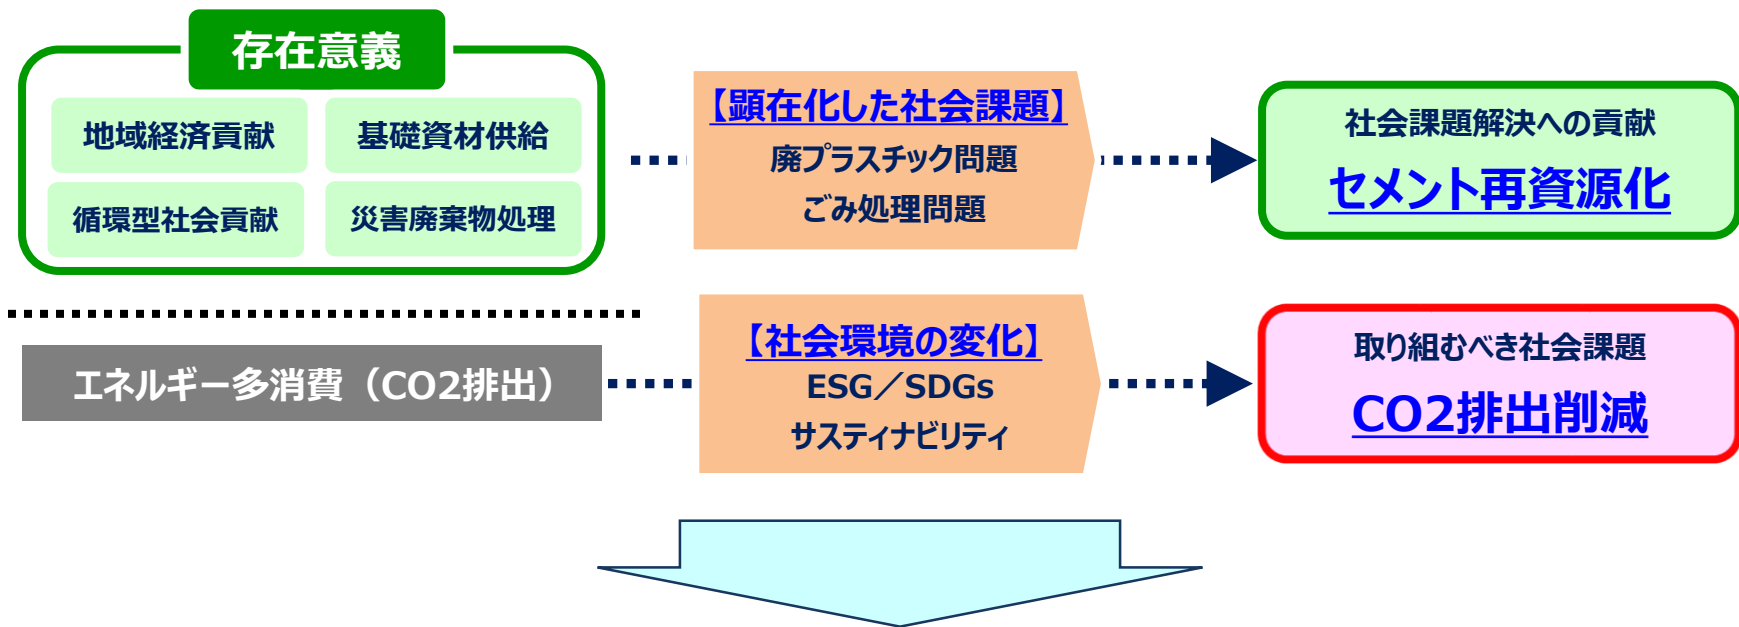 存在意義
地域経済貢献
基礎資材供給
循環型社会貢献
災害廃棄物処理
【顕在化した社会課題】
廃プラスチック問題
ごみ処理問題
社会課題解決への貢献
セメント再資源化
エネルギー多消費（CO2排出）
【社会環境の変化】
ESG／SDGs
サスティナビリティ
取り組むべき社会課題
CO2排出削減